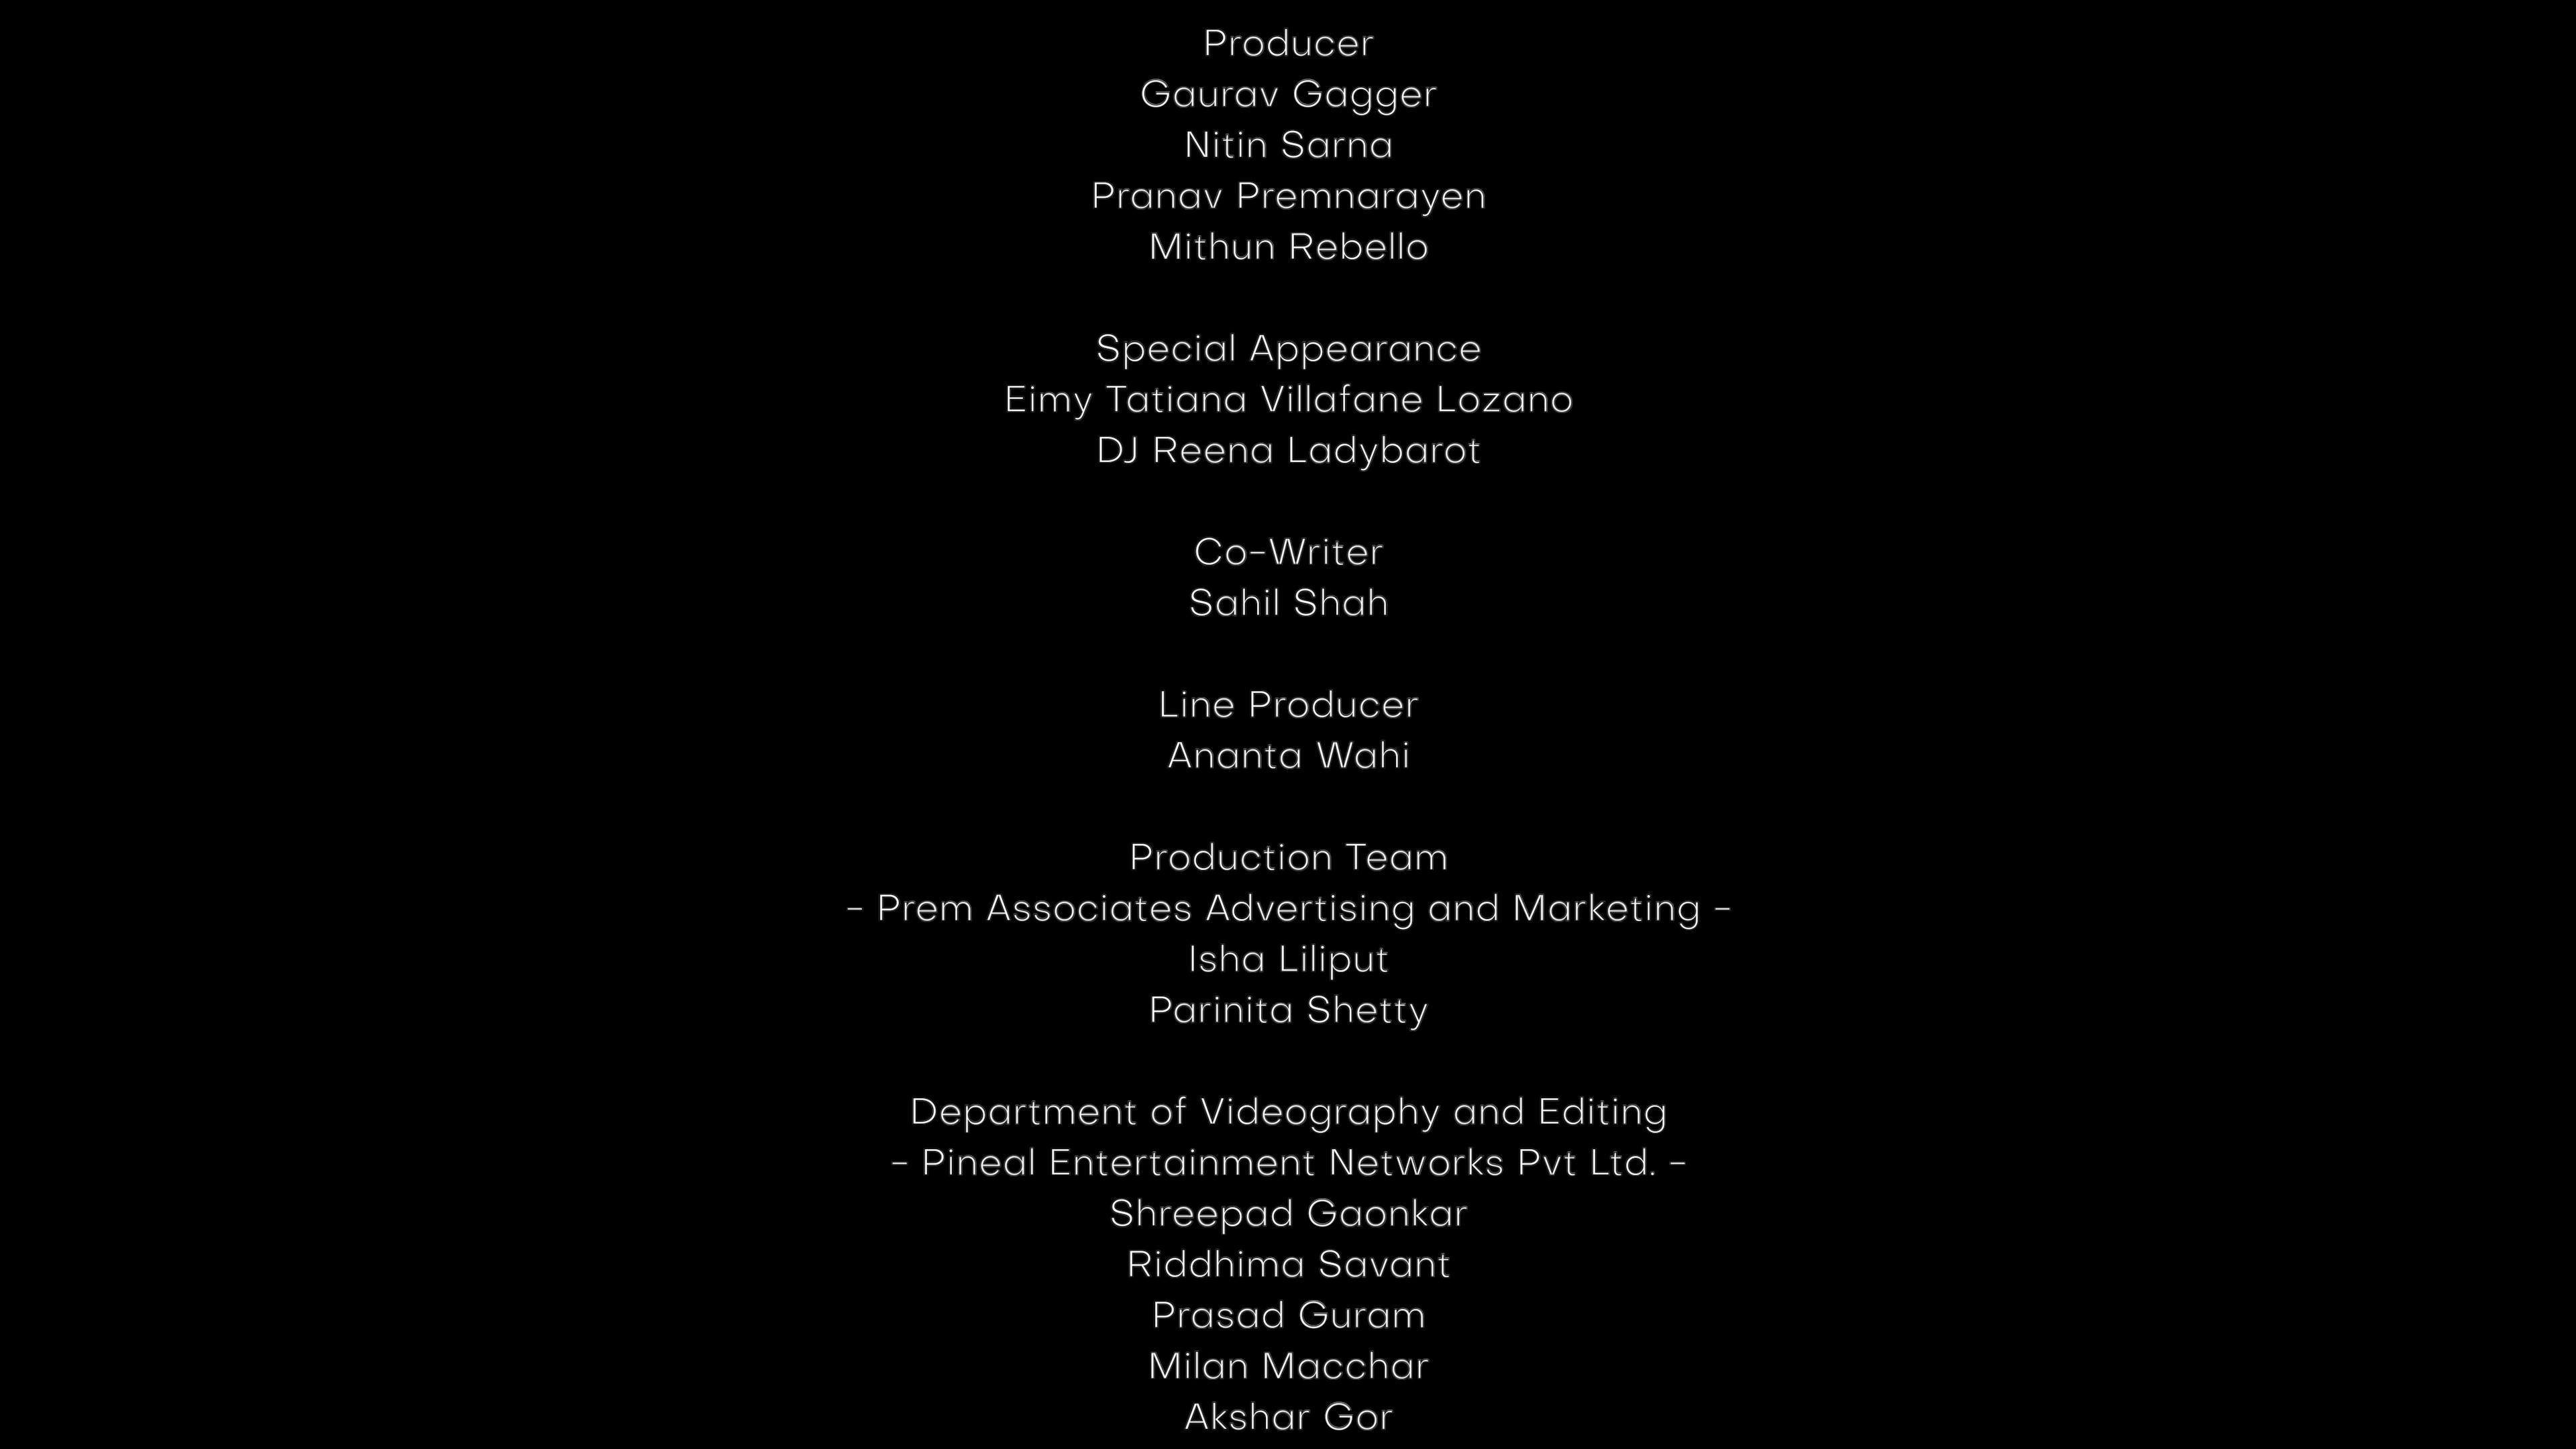 Producer
Gaurav Gagger
Nitin Sarna
Pranav Premnarayen
Mithun Rebello
Special Appearance
Eimy Tatiana Villafane Lozano
DJ Reena Ladybarot
Co-Writer
Sahil Shah
Line Producer
Ananta Wahi
Production Team
- Prem Associates Advertising and Marketing -
Isha Liliput
Parinita Shetty
Department of Videography and Editing
- Pineal Entertainment Networks Pvt Ltd. -
Shreepad Gaonkar
Riddhima Savant
Prasad Guram
Milan Macchar
Akshar Gor